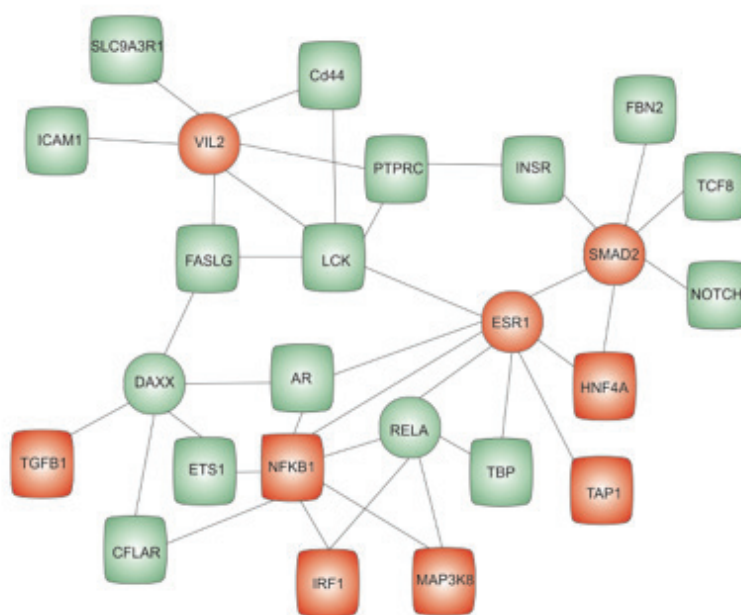 SLC9A3R1
Cd44
FBN2
ICAM1
VIL2
PTPRC
INSR
TCF8
FASLG
LCK
SMAD2
NOTCH
ESR1
DAXX
AR
HNF4A
RELA
TGFB1
ETS1
NFKB1
TBP
TAP1
CFLAR
IRF1
MAP3K8